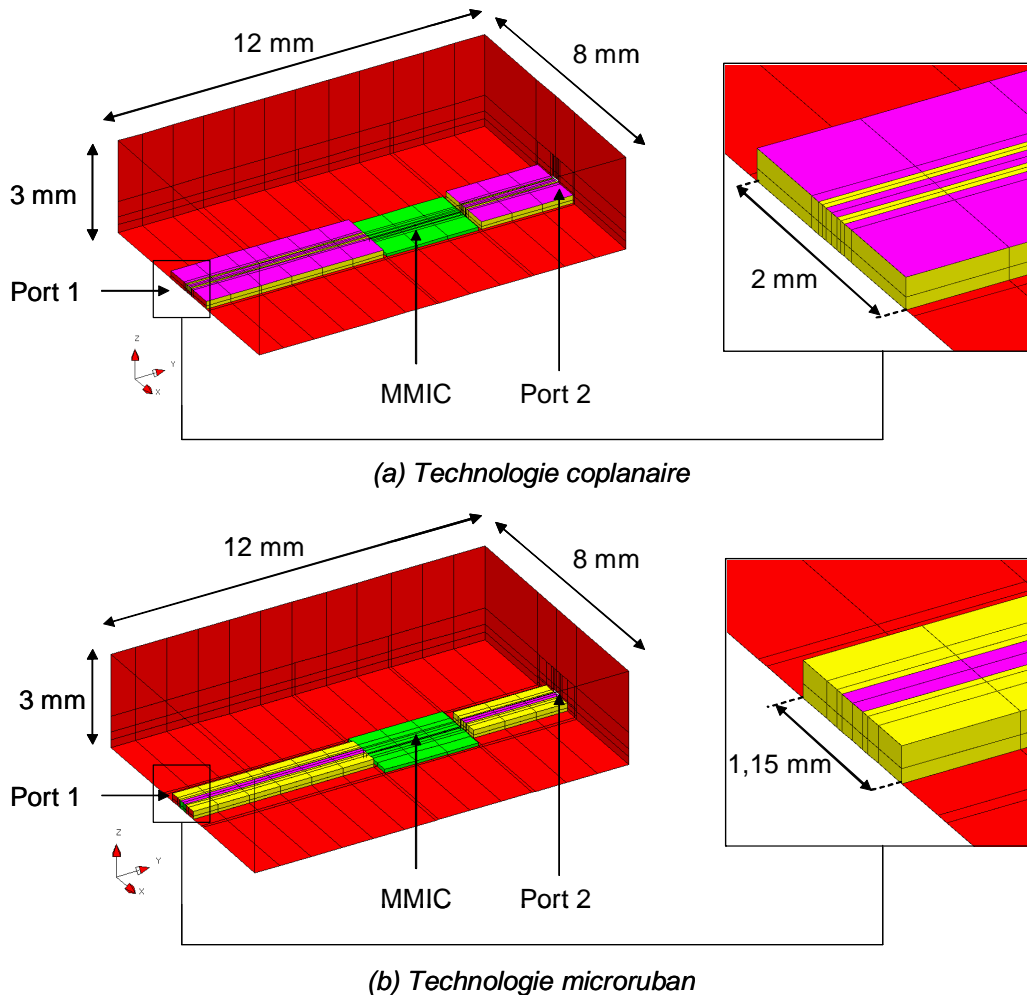 12 mm
8 mm
3 mm
Port 1
2 mm
Z
Y
X
MMIC
Port 2
(a) Technologie coplanaire
12 mm
8 mm
3 mm
Port 1
1,15 mm
Z
Y
X
MMIC
Port 2
(b) Technologie microruban